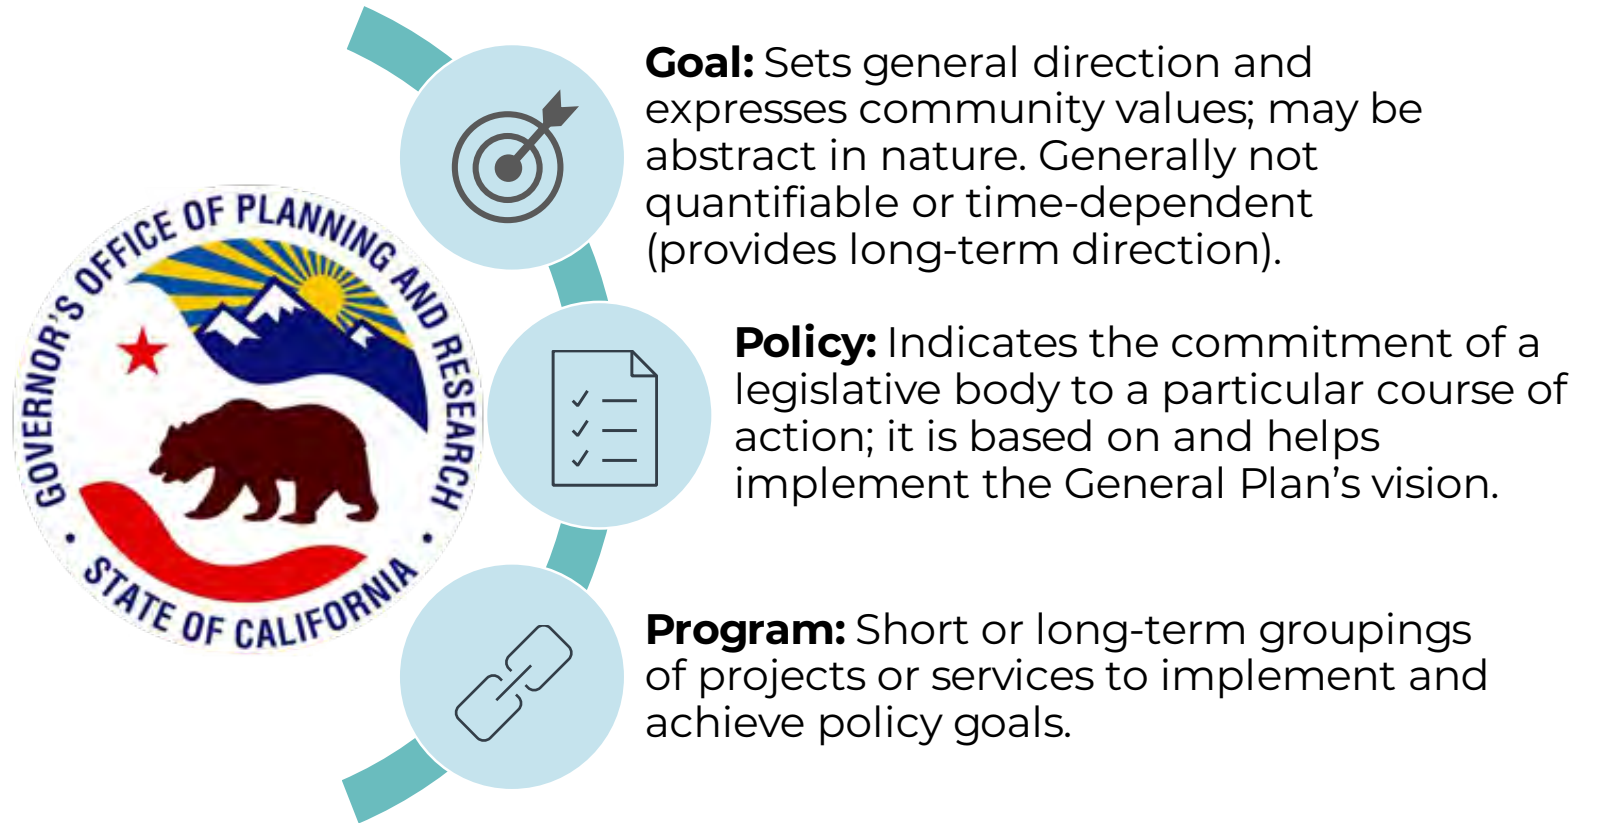 GOVERNOR'S OFFICE OF PLANNING AND RESEARCH
• STATE OF CALIFORNIA •
Goal: Sets general direction and
expresses community values; may be
abstract in nature. Generally not
quantifiable or time-dependent
(provides long-term direction).
Policy: Indicates the commitment of a
legislative body to a particular course of
action; it is based on and helps
implement the General Plan’s vision.
Program: Short or long-term groupings
of projects or services to implement and
achieve policy goals.